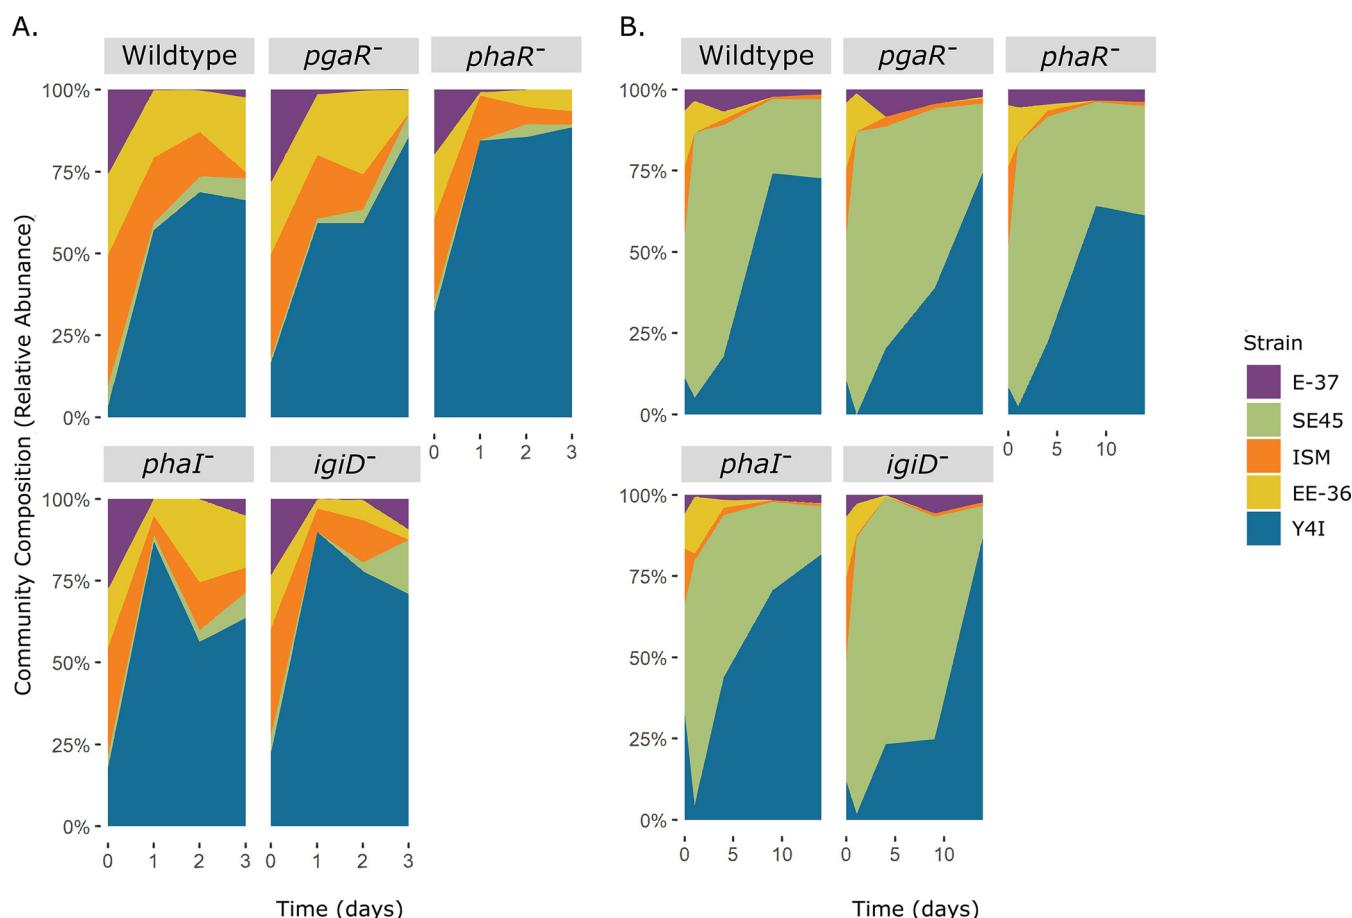 A.
Wildtype pgaR⁻ phaR⁻
100%
75%
50%
25%
0%
0 1 2 3
phaI⁻ igiD⁻
100%
75%
50%
25%
0%
0 1 2 3 0 1 2 3
Community Composition (Relative Abunance)
Time (days)
B.
Wildtype pgaR⁻ phaR⁻
100%
75%
50%
25%
0%
0 5 10
phaI⁻ igiD⁻
100%
75%
50%
25%
0%
0 5 10 0 5 10
Time (days)
Strain
E-37
SE45
ISM
EE-36
Y4I